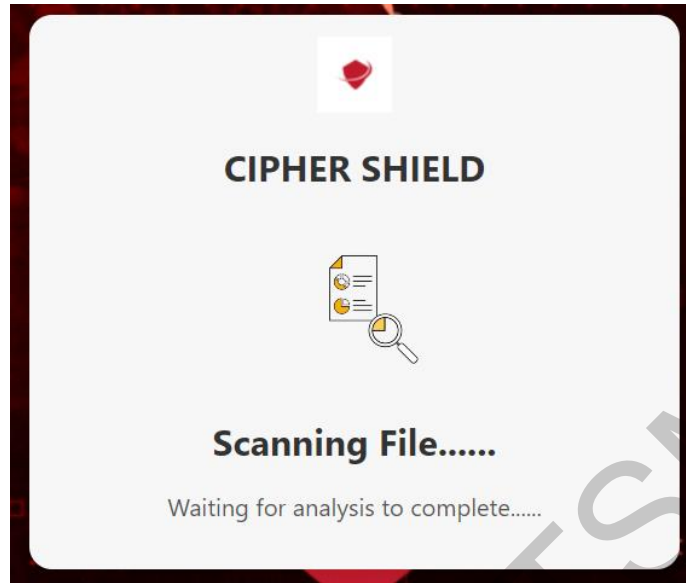 CIPHER SHIELD
Scanning File......
Waiting for analysis to complete......